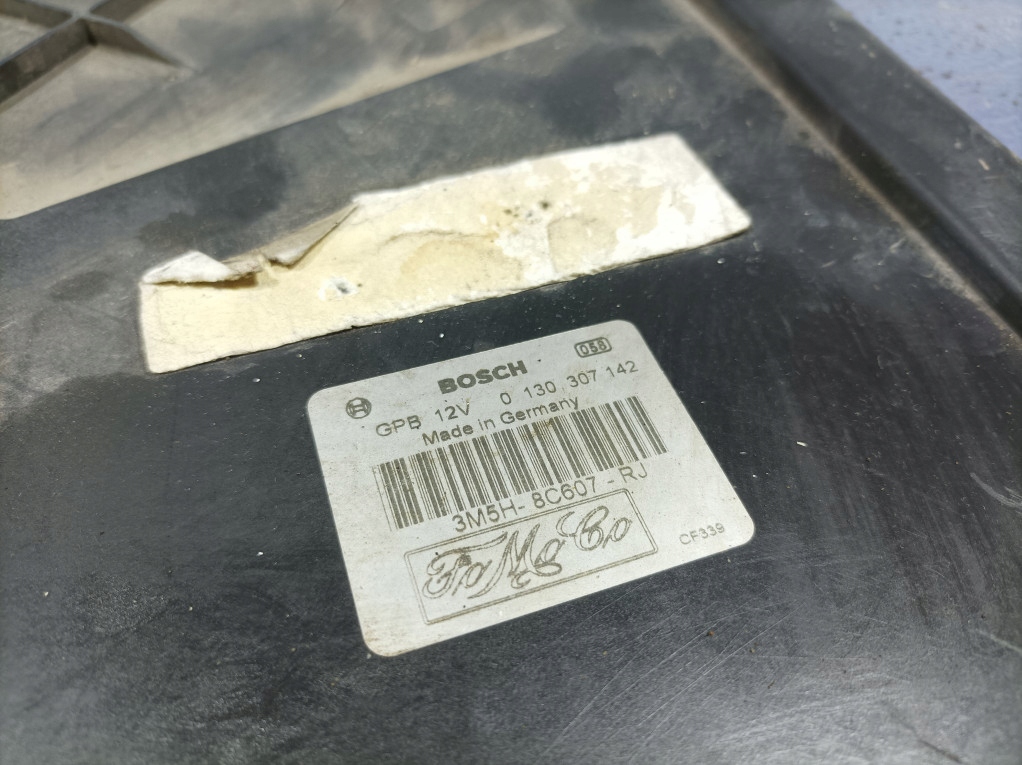 BOSCH 058
GPB 12V 0 130 307 142
Made in Germany
3M5H- 8C607 - RJ
FoMoCo
CF339